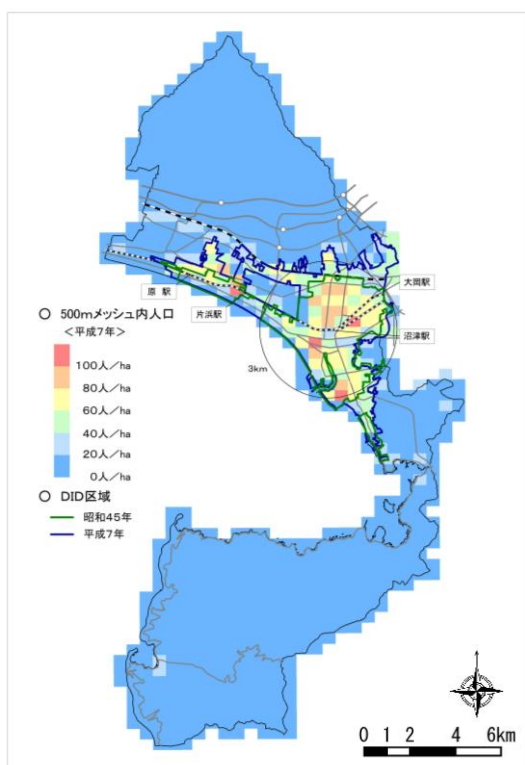 大岡駅
原 駅
片浜駅
沼津駅
3km
○ 500mメッシュ内人口
<平成7年>
100人/ha
80人/ha
60人/ha
40人/ha
20人/ha
0人/ha
○ DID区域
昭和45年
平成7年
0 1 2 4 6km